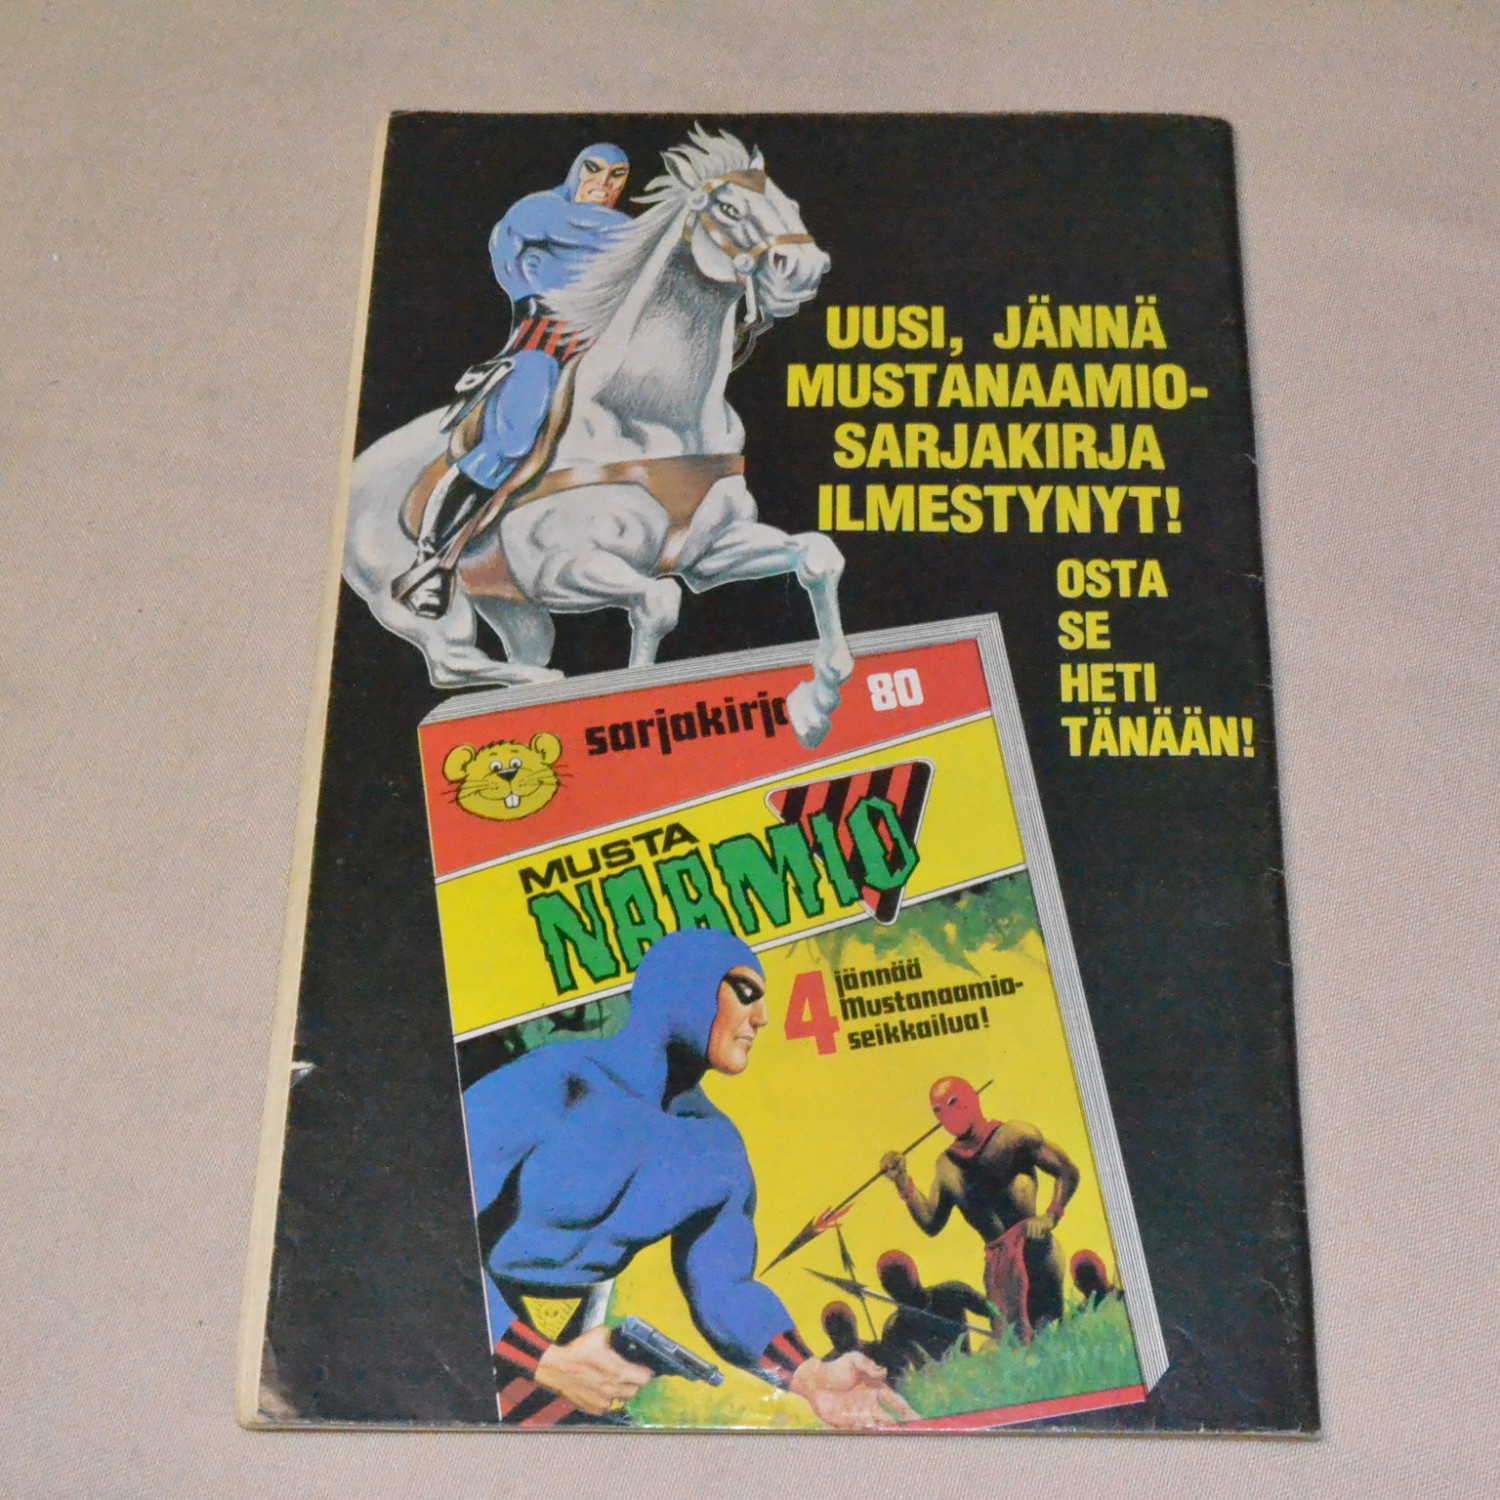 UUSI, JÄNNÄ
MUSTANAAMIO-
SARJAKIRJA
ILMESTYNYT!
OSTA
SE
HETI
TÄNÄÄN!
sarjakirja
80
MUSTA
NAAMIO
4 jännää
Mustanaamio-
seikkailua!